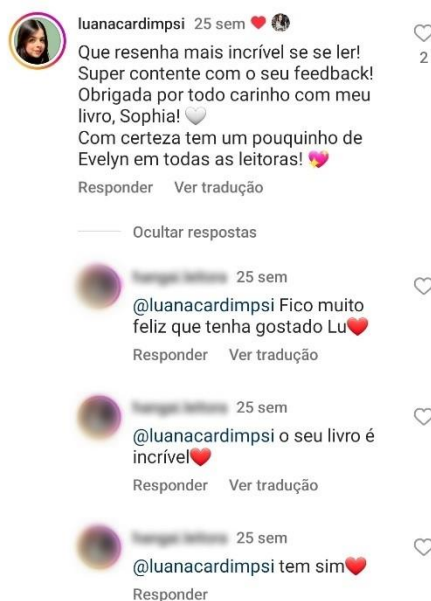 luanacardimpsi 25 sem ❤️
Que resenha mais incrível se se ler!
Super contente com o seu feedback!
Obrigada por todo carinho com meu
livro, Sophia! 🤍
Com certeza tem um pouquinho de
Evelyn em todas as leitoras! 💖
2
Responder Ver tradução
Ocultar respostas
25 sem
@luanacardimpsi Fico muito
feliz que tenha gostado Lu❤️
Responder Ver tradução
25 sem
@luanacardimpsi o seu livro é
incrível❤️
Responder Ver tradução
25 sem
@luanacardimpsi tem sim❤️
Responder